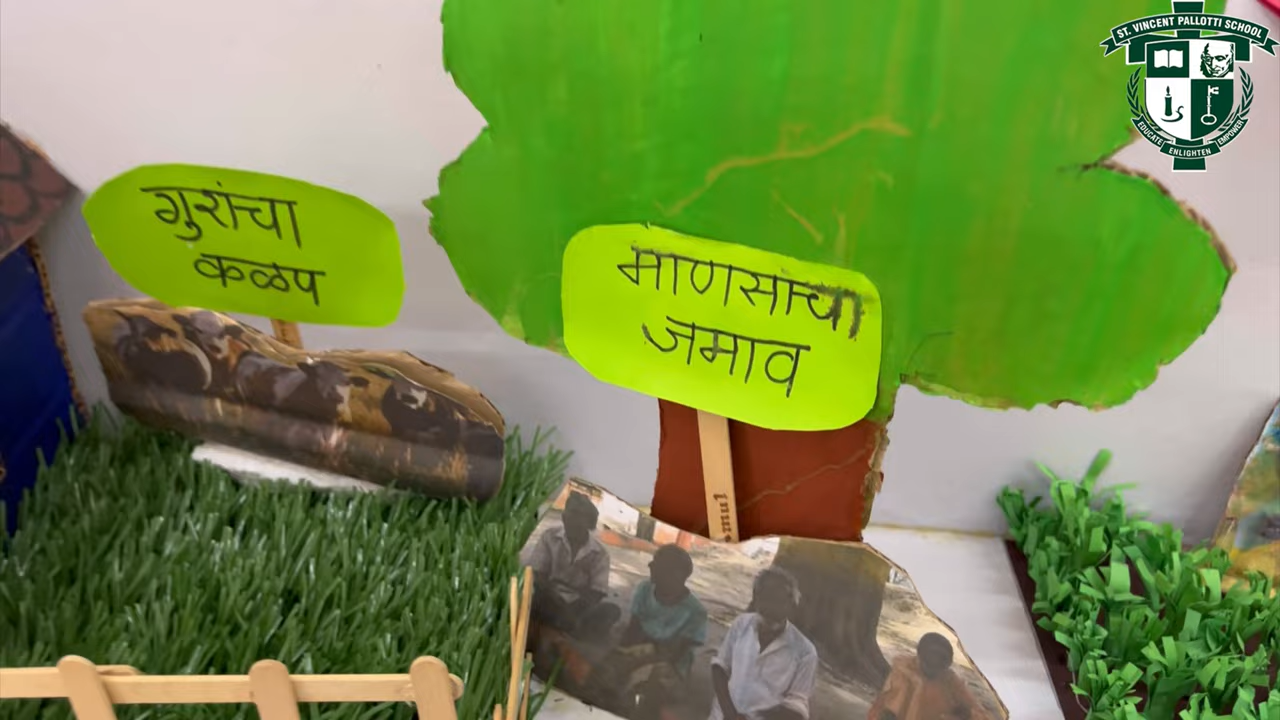 ST. VINCENT PALLOTTI SCHOOL
EDUCATE ENLIGHTEN EMPOWER
गुरांचा
कळप
माणसांचा
जमाव